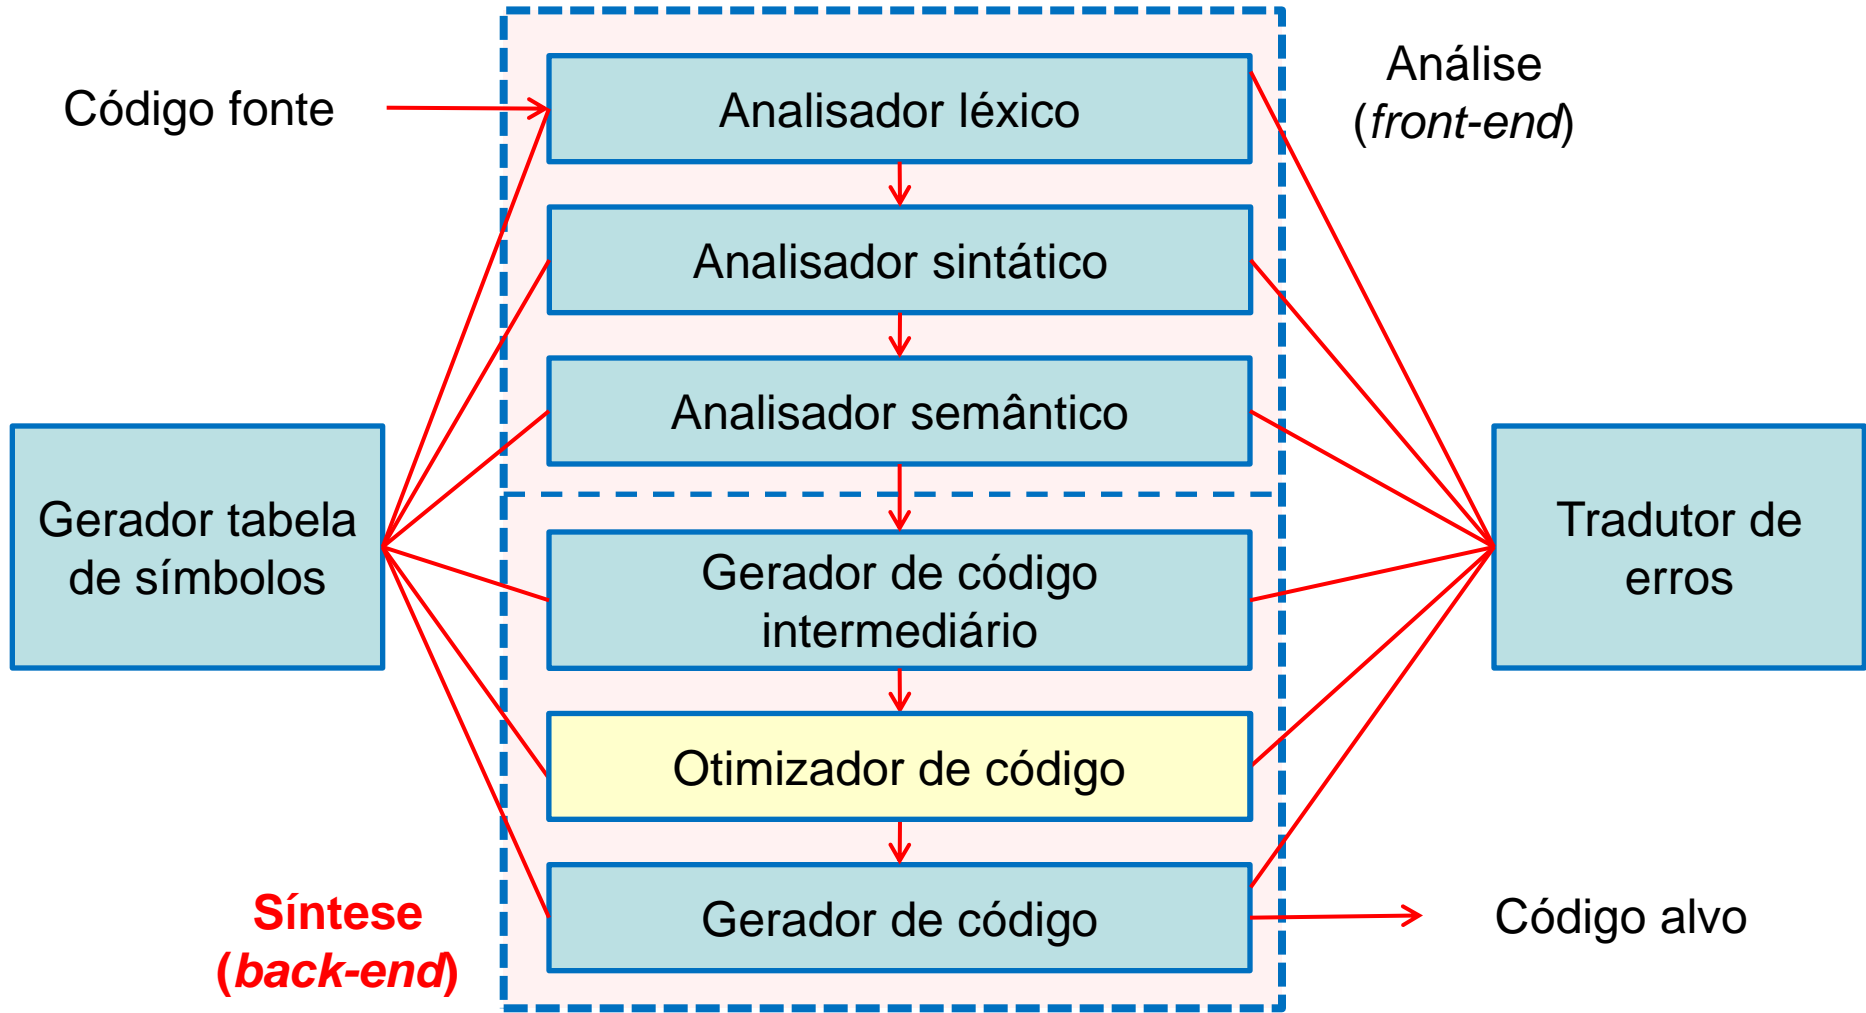 Código fonte
Analisador léxico
Análise
(front-end)
Analisador sintático
Analisador semântico
Gerador tabela
de símbolos
Gerador de código
intermediário
Tradutor de
erros
Otimizador de código
Síntese
(back-end)
Gerador de código
Código alvo